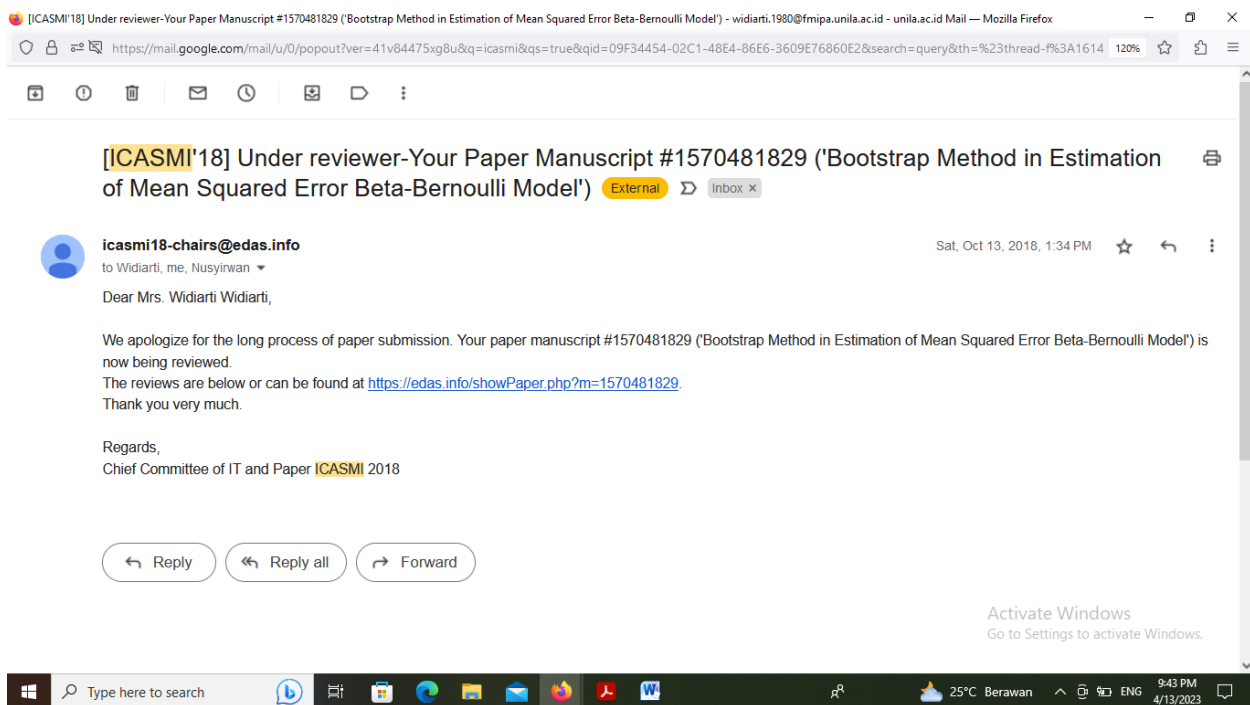 [ICASMI'18] Under reviewer-Your Paper Manuscript #1570481829 ('Bootstrap Method in Estimation of Mean Squared Error Beta-Bernoulli Model') - widiarti.1980@fmipa.unila.ac.id - unila.ac.id Mail — Mozilla Firefox
https://mail.google.com/mail/u/0/popout?ver=41v84475xg8u&q=icasmi&qs=true&qid=09F34454-02C1-48E4-86E6-3609E76860E2&search=query&th=%23thread-f%3A1614 120%
[ICASMI'18] Under reviewer-Your Paper Manuscript #1570481829 ('Bootstrap Method in Estimation
of Mean Squared Error Beta-Bernoulli Model') External Inbox ×
icasmi18-chairs@edas.info Sat, Oct 13, 2018, 1:34 PM
to Widiarti, me, Nusyirwan
Dear Mrs. Widiarti Widiarti,
We apologize for the long process of paper submission. Your paper manuscript #1570481829 ('Bootstrap Method in Estimation of Mean Squared Error Beta-Bernoulli Model') is
now being reviewed.
The reviews are below or can be found at https://edas.info/showPaper.php?m=1570481829.
Thank you very much.
Regards,
Chief Committee of IT and Paper ICASMI 2018
Reply Reply all Forward
Activate Windows
Go to Settings to activate Windows.
Type here to search 25°C Berawan ENG 9:43 PM
4/13/2023